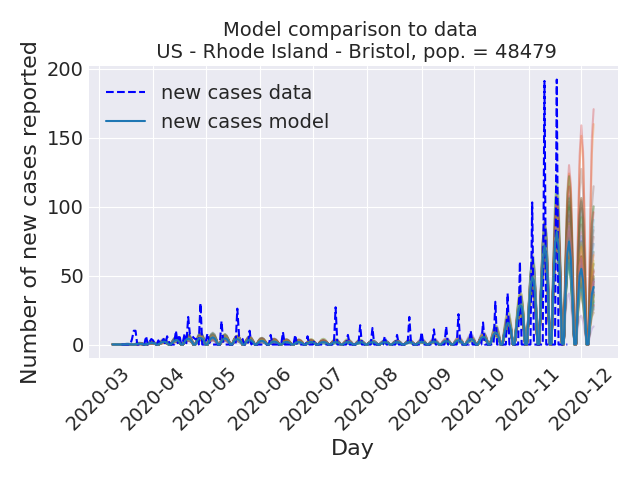 Model comparison to data
US - Rhode Island - Bristol, pop. = 48479
Number of new cases reported
200
150
100
50
0
new cases data
new cases model
2020-03
2020-04
2020-05
2020-06
2020-07
2020-08
2020-09
2020-10
2020-11
2020-12
Day